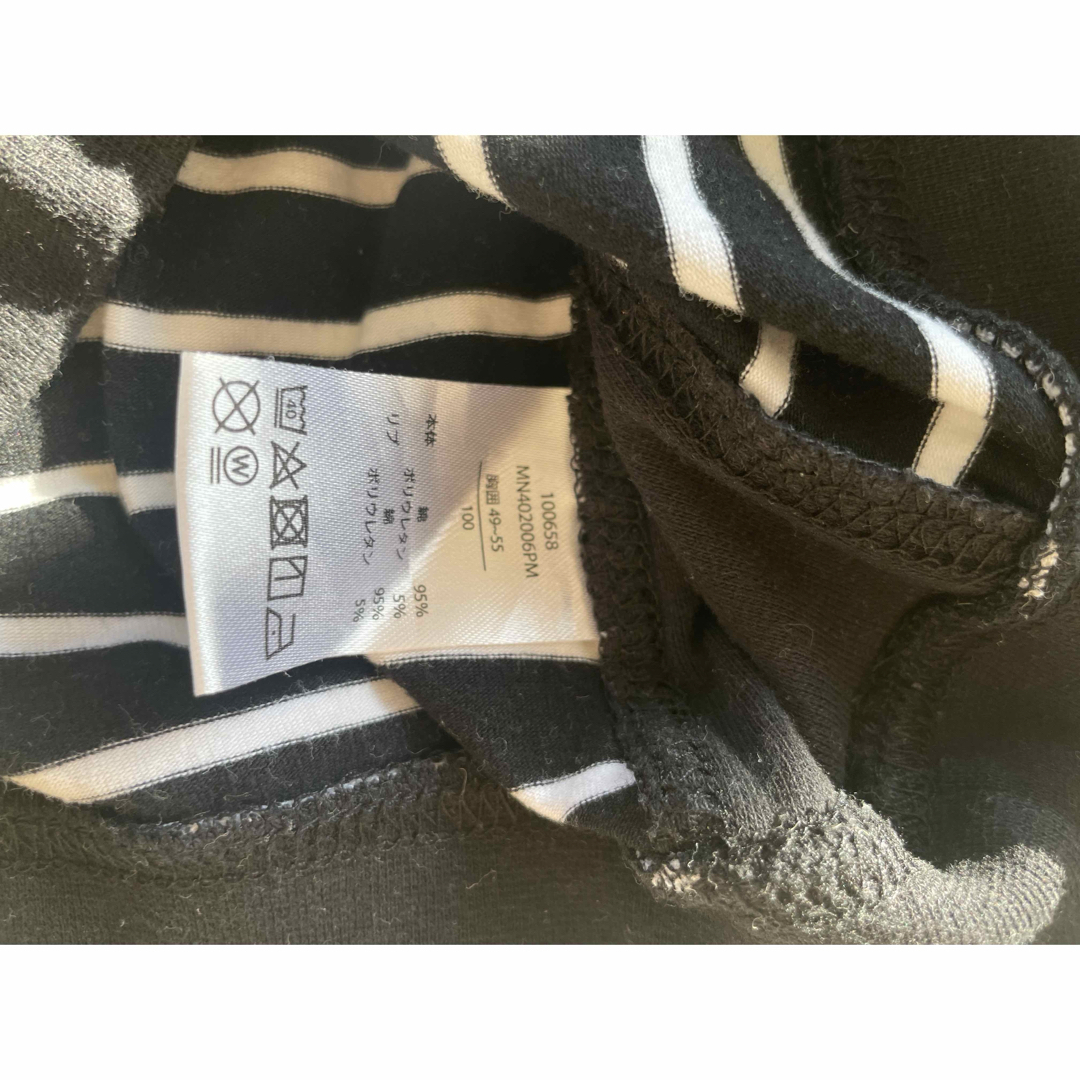 100658
MN402006PM
胸囲 49~55
100
本体 綿 95%
ポリウレタン 5%
リブ 綿 95%
ポリウレタン 5%
40
W